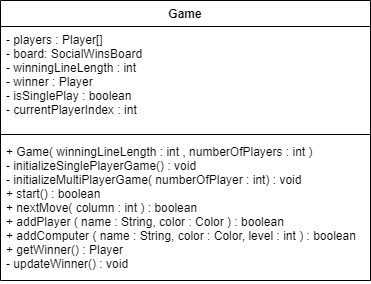 Game
- players : Player[]
- board: SocialWinsBoard
- winningLineLength : int
- winner : Player
- isSinglePlay : boolean
- currentPlayerIndex : int
+ Game( winningLineLength : int , numberOfPlayers : int )
- initializeSinglePlayerGame() : void
- initializeMultiPlayerGame( numberOfPlayer : int) : void
+ start() : boolean
+ nextMove( column : int ) : boolean
+ addPlayer ( name : String, color : Color ) : boolean
+ addComputer ( name : String, color : Color, level : int ) : boolean
+ getWinner() : Player
- updateWinner() : void